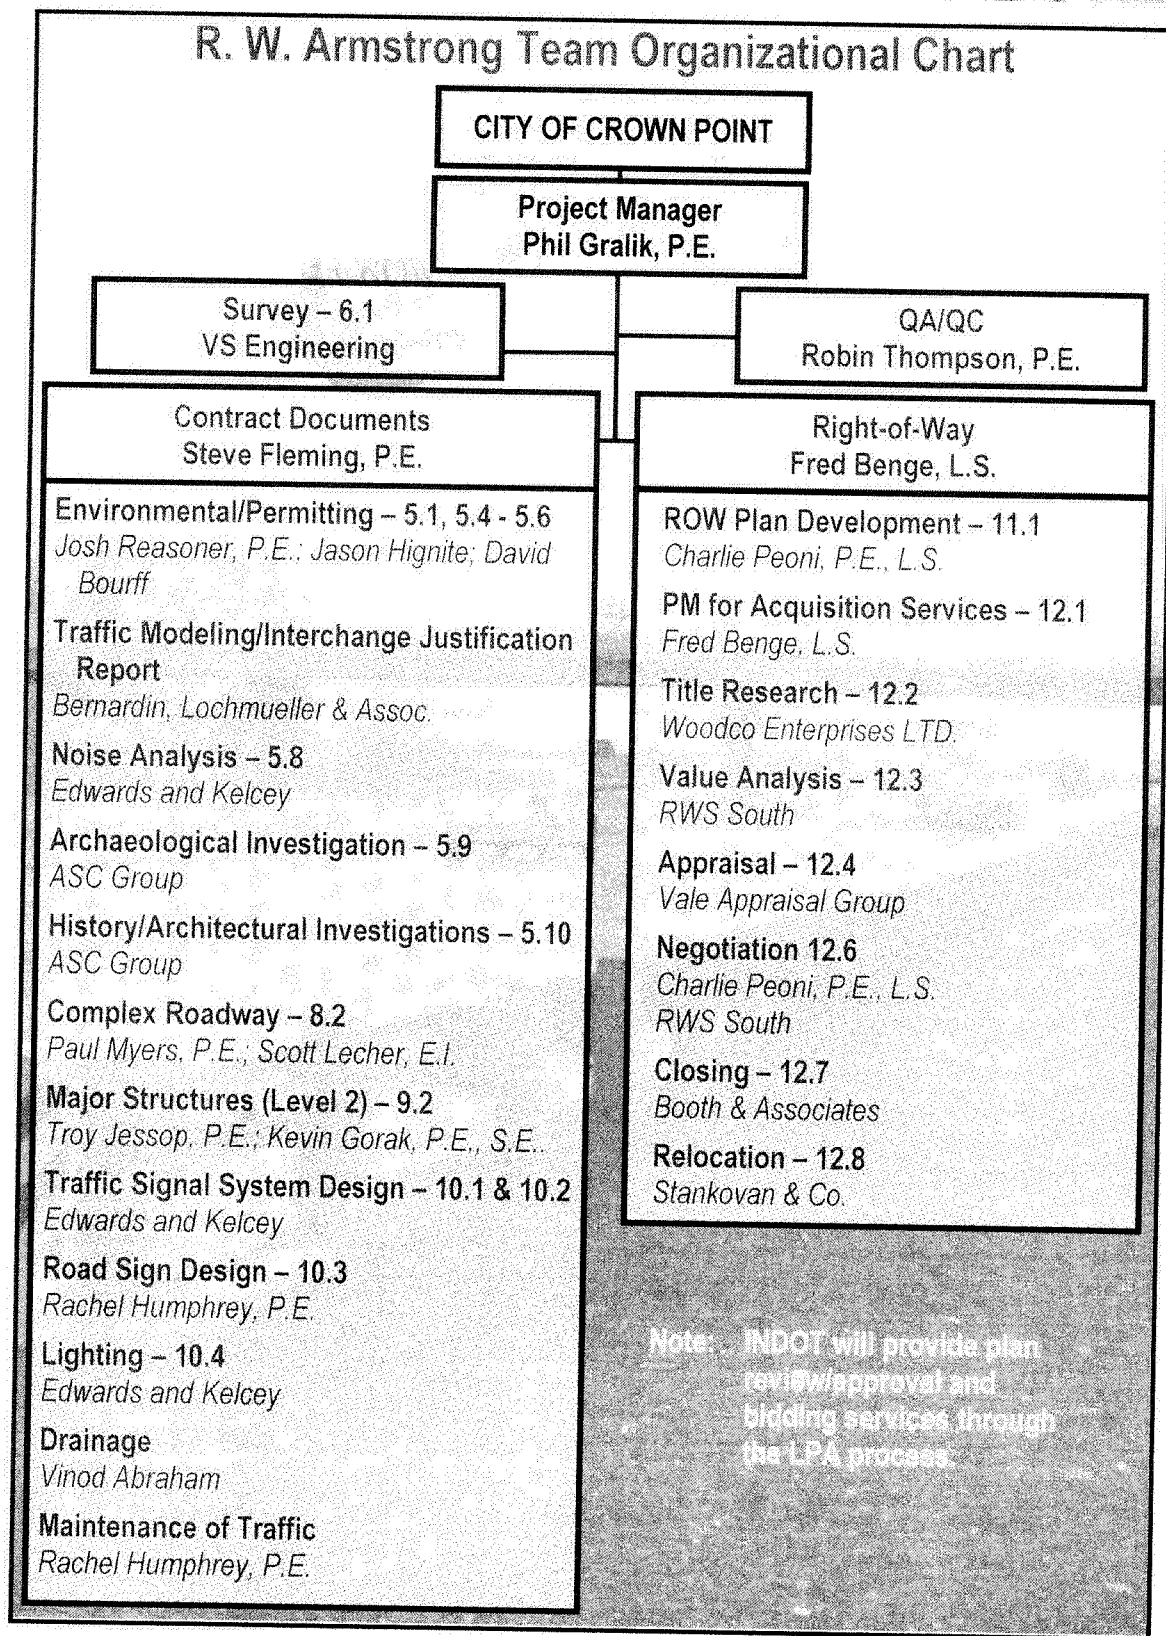 R. W. Armstrong Team Organizational Chart
CITY OF CROWN POINT
Project Manager
Phil Gralik, P.E.
Survey – 6.1
VS Engineering
QA/QC
Robin Thompson, P.E.
Contract Documents
Steve Fleming, P.E.
Environmental/Permitting – 5.1, 5.4 - 5.6
Josh Reasoner, P.E.; Jason Hignite; David
Bourff
Traffic Modeling/Interchange Justification
Report
Bernardin, Lochmueller & Assoc.
Noise Analysis – 5.8
Edwards and Kelcey
Archaeological Investigation – 5.9
ASC Group
History/Architectural Investigations – 5.10
ASC Group
Complex Roadway – 8.2
Paul Myers, P.E.; Scott Lecher, E.I.
Major Structures (Level 2) – 9.2
Troy Jessop, P.E.; Kevin Gorak, P.E., S.E..
Traffic Signal System Design – 10.1 & 10.2
Edwards and Kelcey
Road Sign Design – 10.3
Rachel Humphrey, P.E.
Lighting – 10.4
Edwards and Kelcey
Drainage
Vinod Abraham
Maintenance of Traffic
Rachel Humphrey, P.E.
Right-of-Way
Fred Benge, L.S.
ROW Plan Development – 11.1
Charlie Peoni, P.E., L.S.
PM for Acquisition Services – 12.1
Fred Benge, L.S.
Title Research – 12.2
Woodco Enterprises LTD.
Value Analysis – 12.3
RWS South
Appraisal – 12.4
Vale Appraisal Group
Negotiation 12.6
Charlie Peoni, P.E., L.S.
RWS South
Closing – 12.7
Booth & Associates
Relocation – 12.8
Stankovan & Co.
Note: INDOT will provide plan
review/approval and
bidding services through
the LPA process.